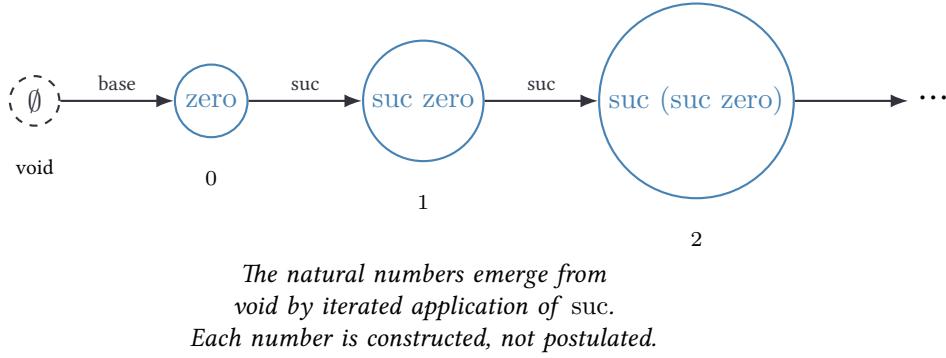 base
suc
suc
∅
zero
suc zero
suc (suc zero)
...
void
0
1
2
The natural numbers emerge from
void by iterated application of suc.
Each number is constructed, not postulated.